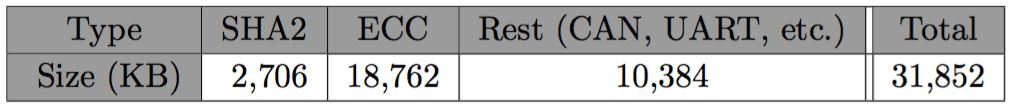 Type SHA2 ECC Rest (CAN, UART, etc.) Total
Size (KB) 2,706 18,762 10,384 31,852